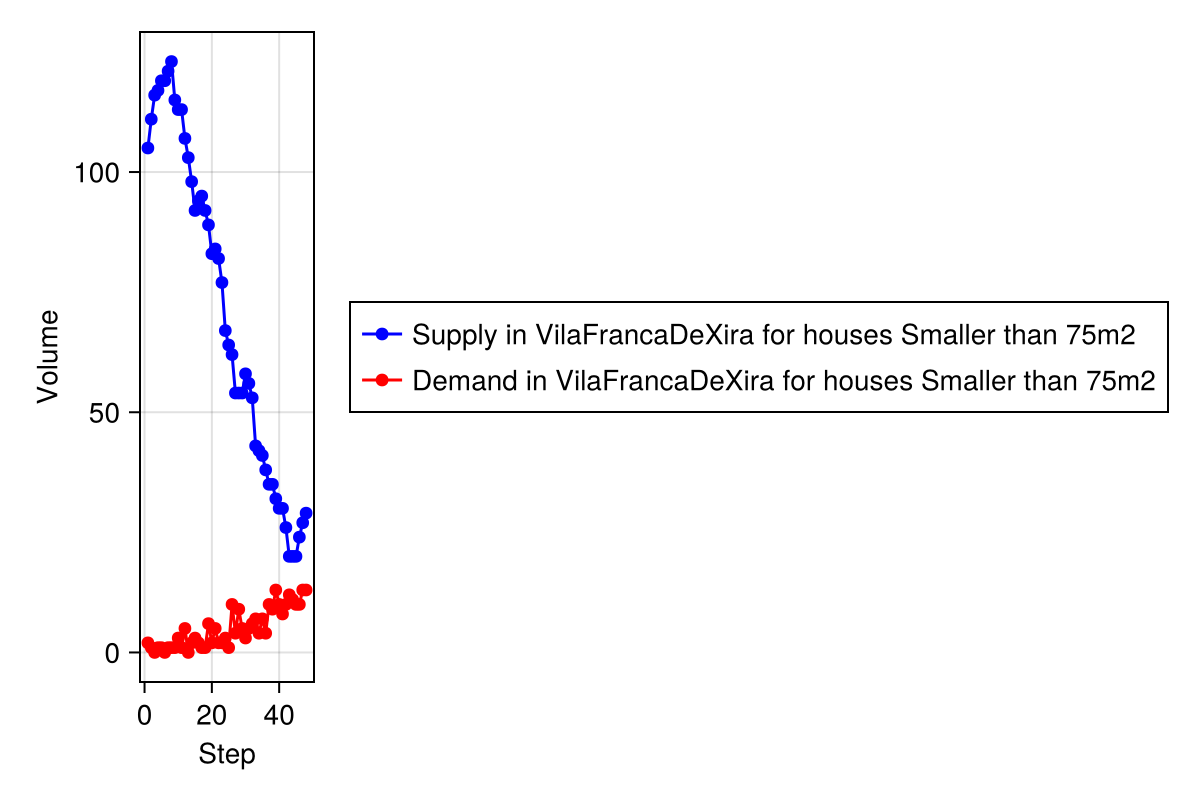 100
50
0
Volume
0 20 40
Step
Supply in VilaFrancaDeXira for houses Smaller than 75m2
Demand in VilaFrancaDeXira for houses Smaller than 75m2